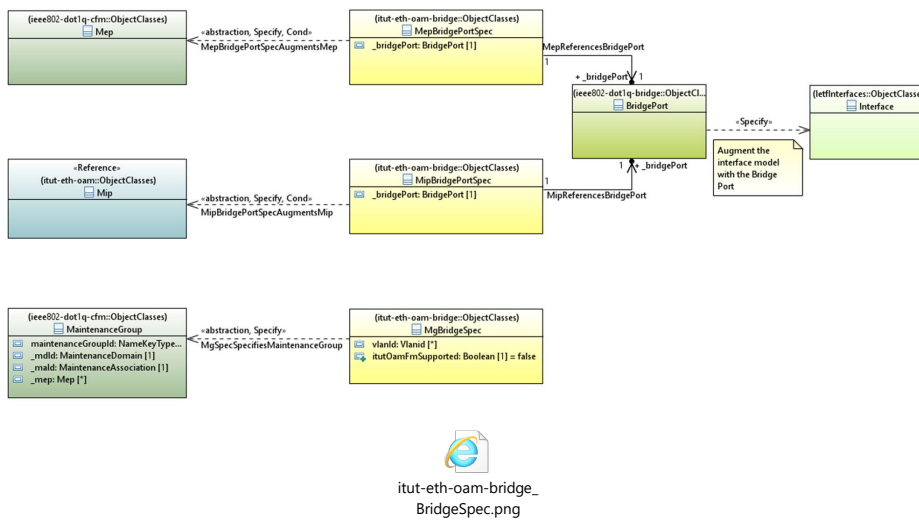 (ieee802-dot1q-cfm::ObjectClasses)
Mep
«abstraction, Specify, Cond»
MepBridgePortSpecAugmentsMep
(itut-eth-oam-bridge::ObjectClasses)
MepBridgePortSpec
_bridgePort: BridgePort [1]
MepReferencesBridgePort
1
+ _bridgePort
1
(ieee802-dot1q-bridge::ObjectCl...
BridgePort
«Specify»
(IetfInterfaces::ObjectClasse
Interface
Augment the
interface model
with the Bridge
Port
«Reference»
(itut-eth-oam::ObjectClasses)
Mip
«abstraction, Specify, Cond»
MipBridgePortSpecAugmentsMip
(itut-eth-oam-bridge::ObjectClasses)
MipBridgePortSpec
_bridgePort: BridgePort [1]
1
+ _bridgePort
1
MipReferencesBridgePort
(ieee802-dot1q-cfm::ObjectClasses)
MaintenanceGroup
maintenanceGroupId: NameKeyType...
_mdId: MaintenanceDomain [1]
_maId: MaintenanceAssociation [1]
_mep: Mep [*]
«abstraction, Specify»
MgSpecSpecifiesMaintenanceGroup
(itut-eth-oam-bridge::ObjectClasses)
MgBridgeSpec
vlanId: Vlanid [*]
itutOamFmSupported: Boolean [1] = false
itut-eth-oam-bridge_
BridgeSpec.png